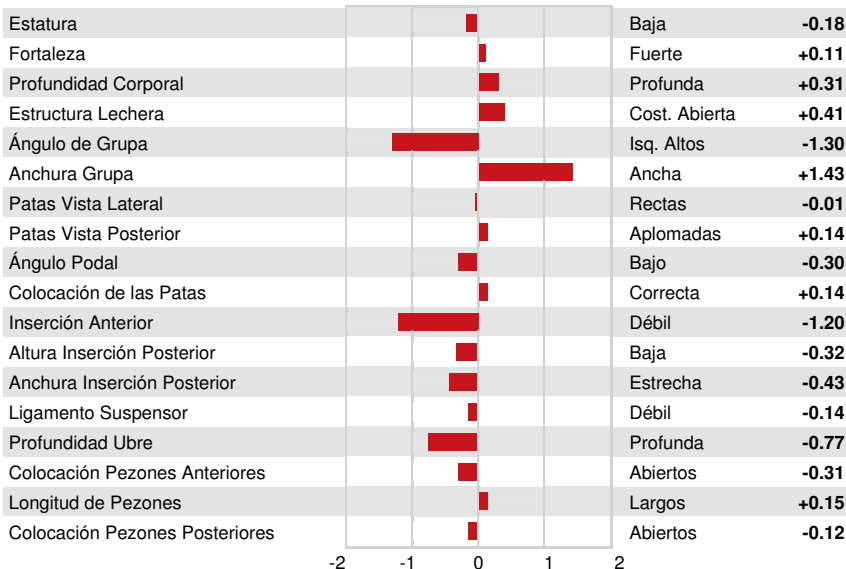 Estatura Baja -0.18
Fortaleza Fuerte +0.11
Profundidad Corporal Profunda +0.31
Estructura Lechera Cost. Abierta +0.41
Ángulo de Grupa Isq. Altos -1.30
Anchura Grupa Ancha +1.43
Patas Vista Lateral Rectas -0.01
Patas Vista Posterior Aplomadas +0.14
Ángulo Podal Bajo -0.30
Colocación de las Patas Correcta +0.14
Inserción Anterior Débil -1.20
Altura Inserción Posterior Baja -0.32
Anchura Inserción Posterior Estrecha -0.43
Ligamento Suspensor Débil -0.14
Profundidad Ubre Profunda -0.77
Colocación Pezones Anteriores Abiertos -0.31
Longitud de Pezones Largos +0.15
Colocación Pezones Posteriores Abiertos -0.12
-2 -1 0 1 2